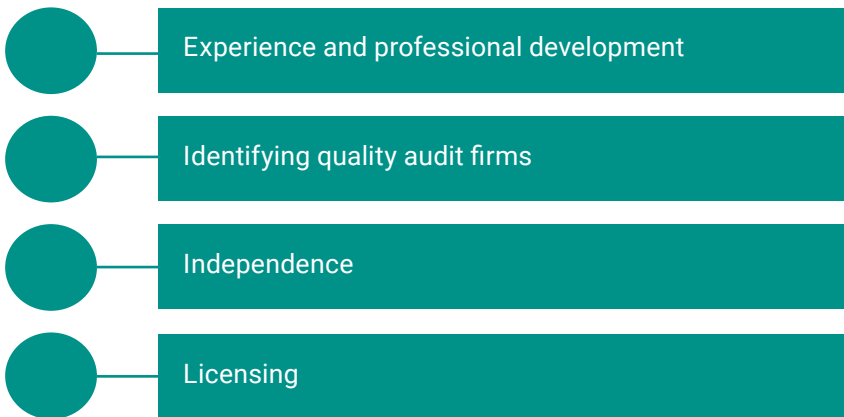 Experience and professional development
Identifying quality audit firms
Independence
Licensing